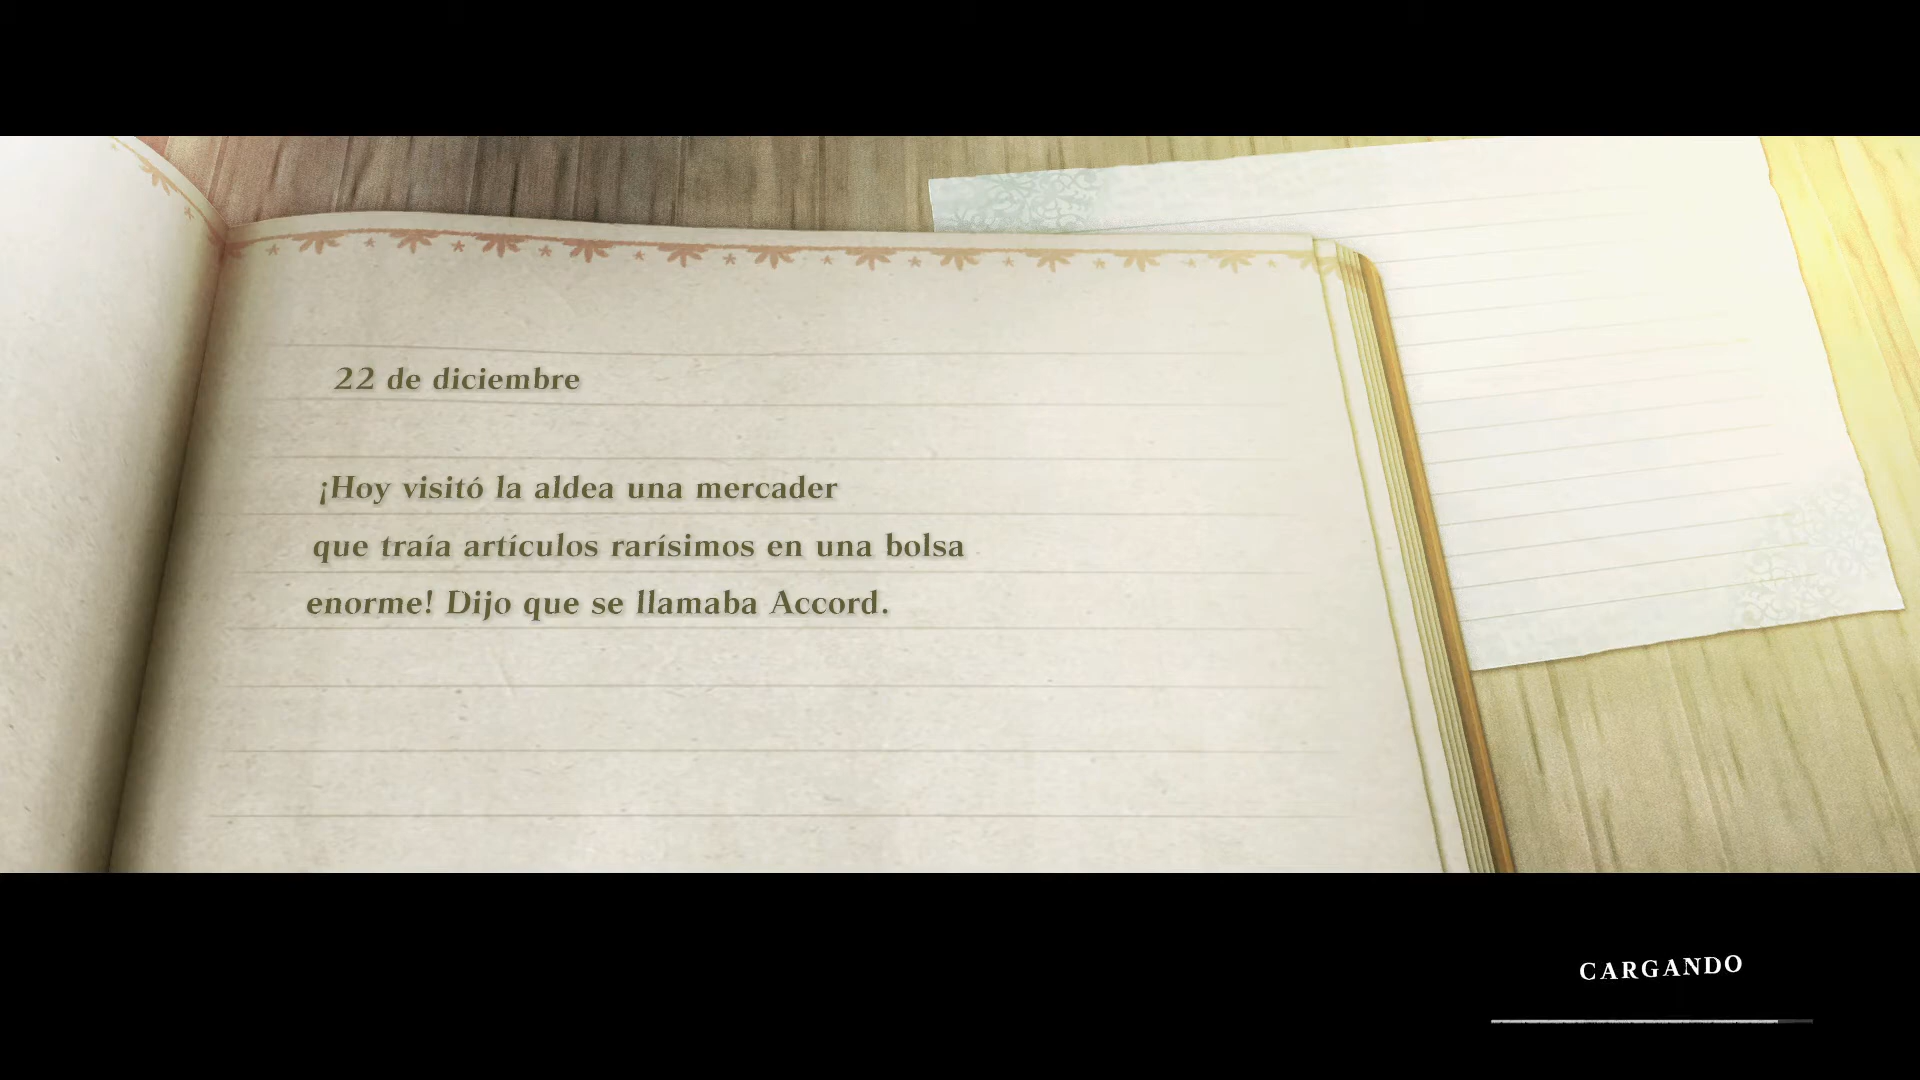 22 de diciembre
¡Hoy visitó la aldea una mercader
que traía artículos rarísimos en una bolsa
enorme! Dijo que se llamaba Accord.
CARGANDO